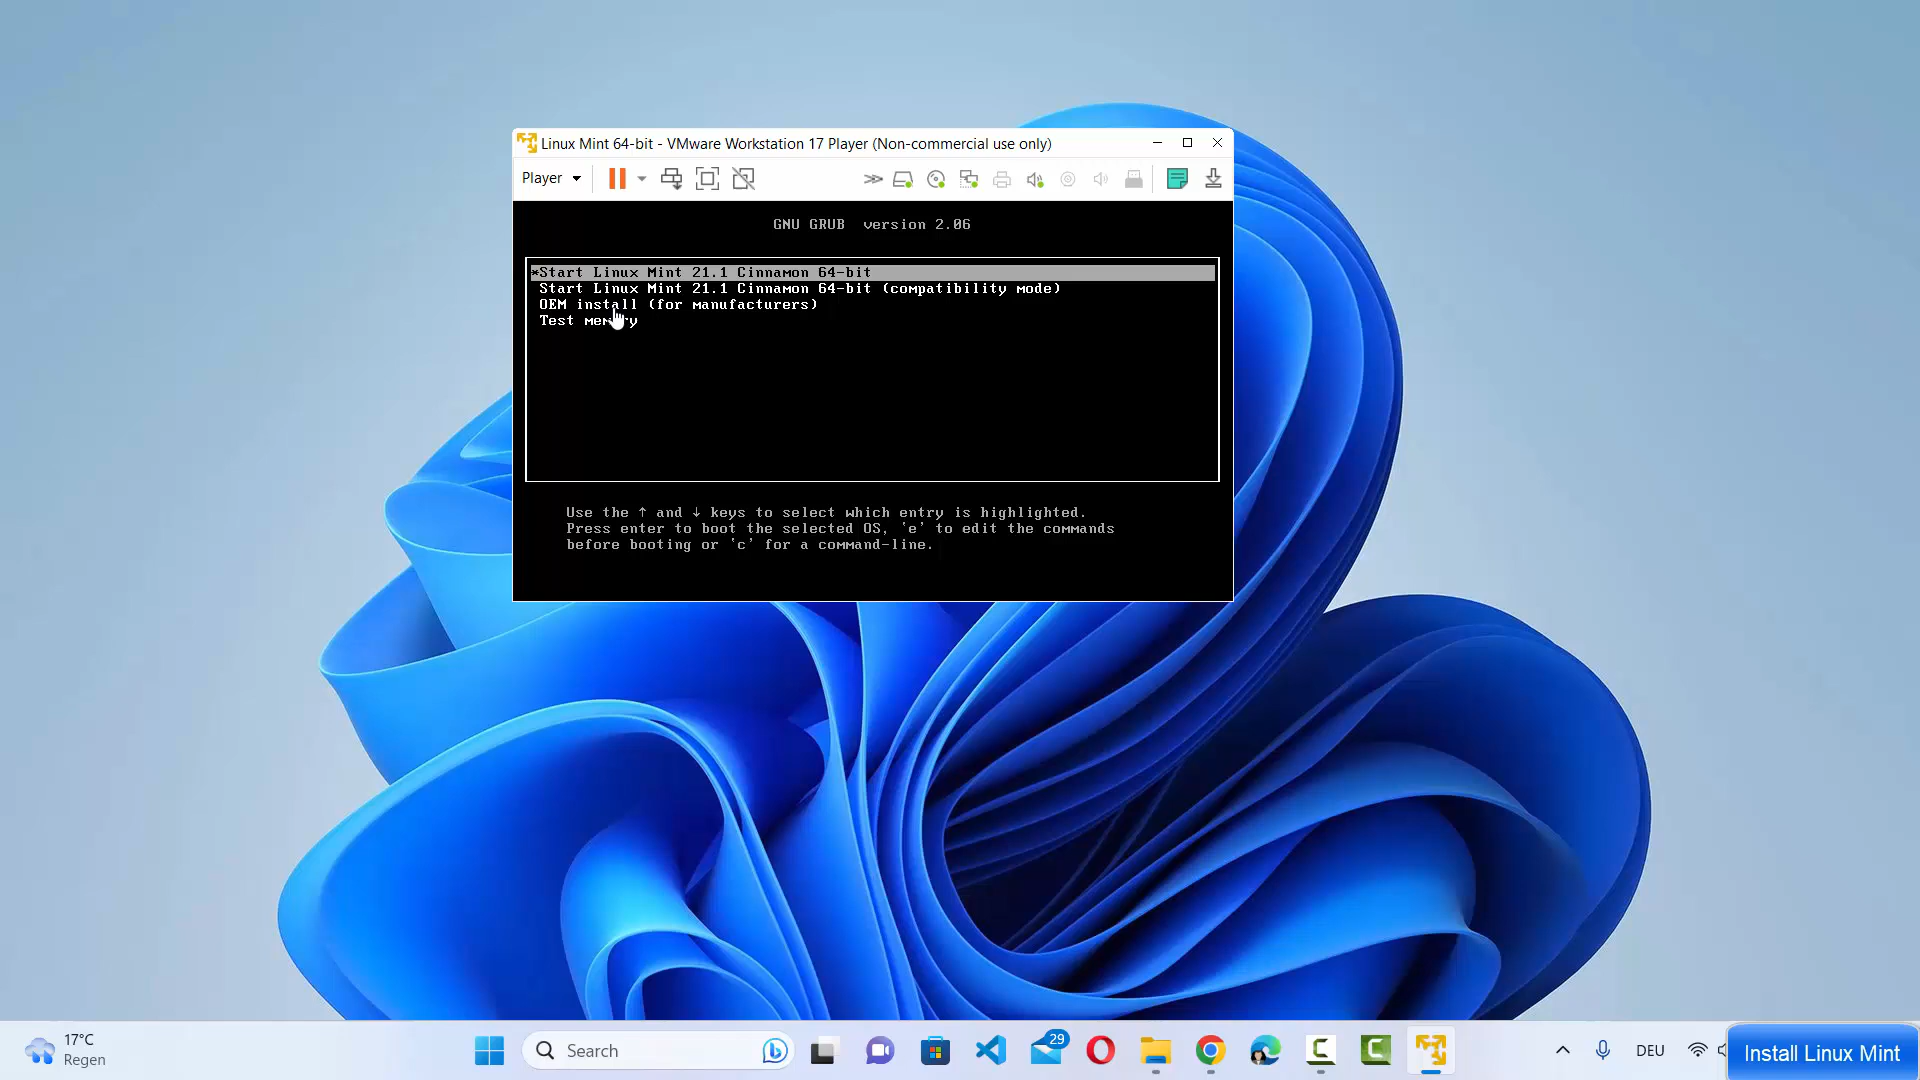 Linux Mint 64-bit - VMware Workstation 17 Player (Non-commercial use only)
Player
GNU GRUB version 2.06
*Start Linux Mint 21.1 Cinnamon 64-bit
Start Linux Mint 21.1 Cinnamon 64-bit (compatibility mode)
OEM install (for manufacturers)
Test memory
Use the ↑ and ↓ keys to select which entry is highlighted.
Press enter to boot the selected OS, `e' to edit the commands
before booting or `c' for a command-line.
17°C
Regen
Search
29
DEU
Install Linux Mint